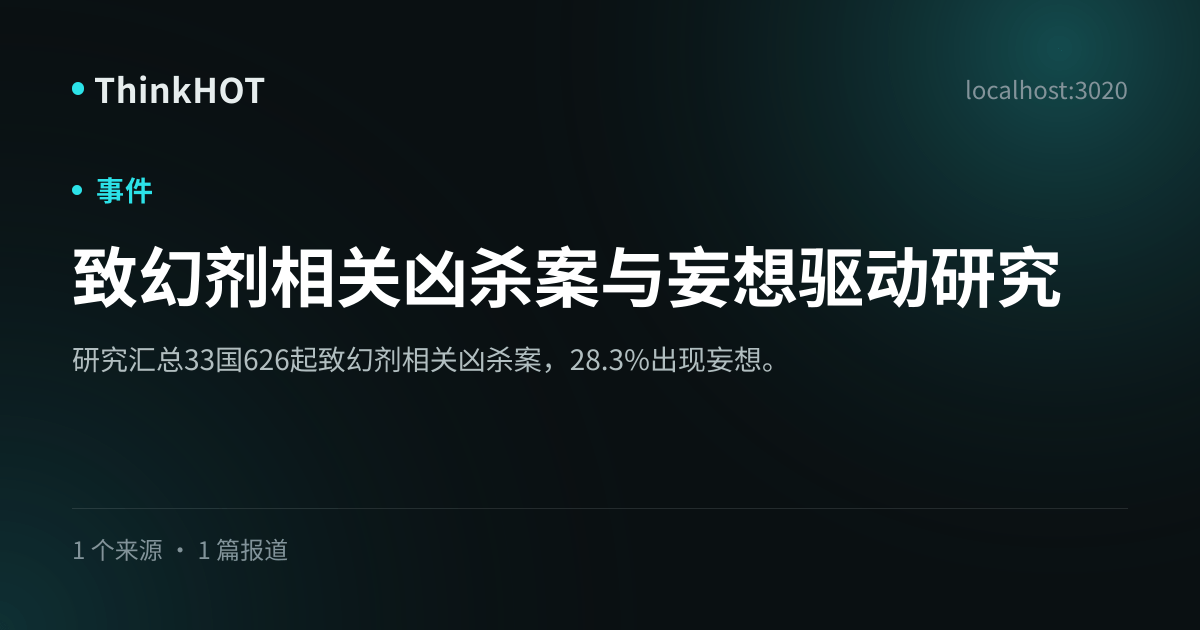 ThinkHOT
localhost:3020
事件
致幻剂相关凶杀案与妄想驱动研究
研究汇总33国626起致幻剂相关凶杀案，28.3%出现妄想。
1 个来源 · 1 篇报道